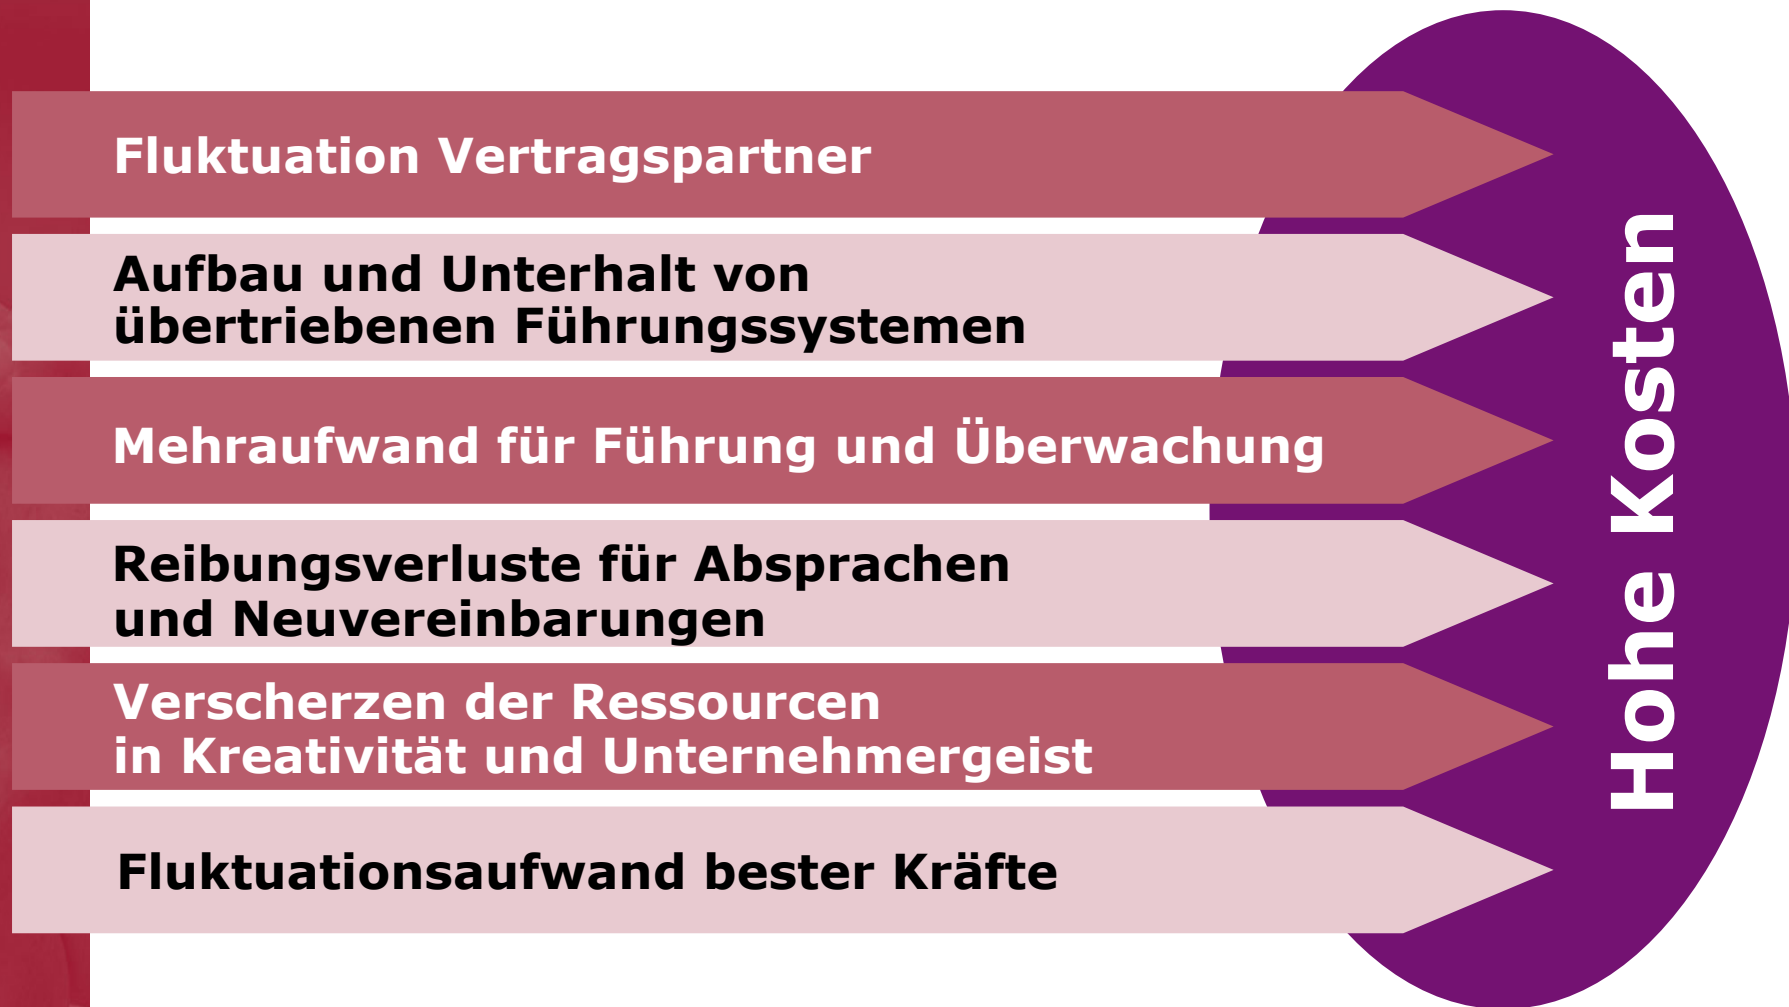 Fluktuation Vertragspartner
Aufbau und Unterhalt von
übertriebenen Führungssystemen
Mehraufwand für Führung und Überwachung
Reibungsverluste für Absprachen
und Neuvereinbarungen
Verscherzen der Ressourcen
in Kreativität und Unternehmergeist
Fluktuationsaufwand bester Kräfte
Hohe Kosten